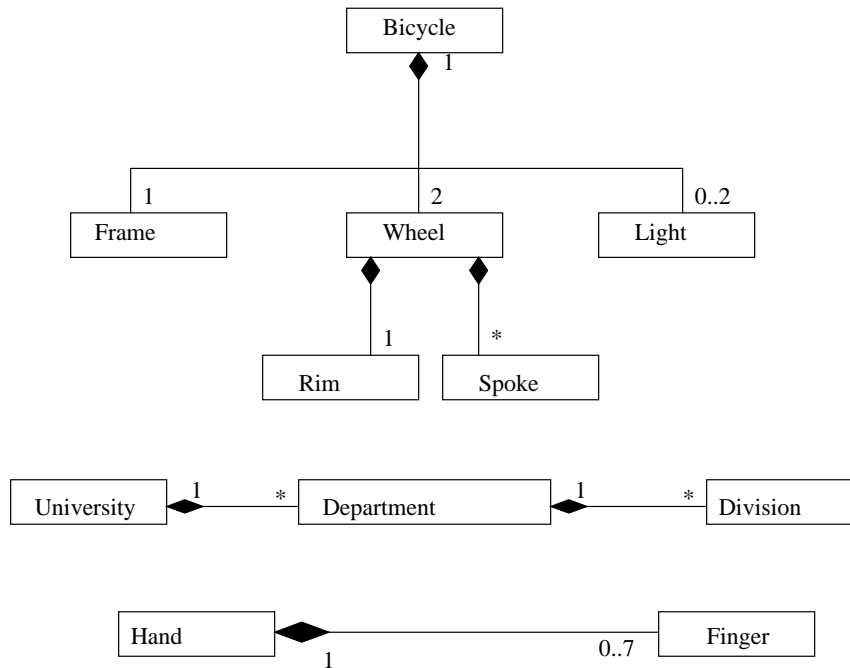 Bicycle
1
1 2 0..2
Frame Wheel Light
1 *
Rim Spoke
1 * 1 *
University Department Division
Hand Finger
1 0..7